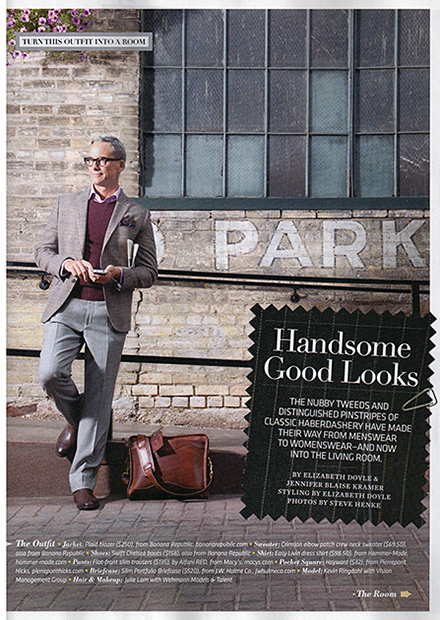 TURN THIS OUTFIT INTO A ROOM
PARK
Handsome
Good Looks
THE NUBBY TWEEDS AND
DISTINGUISHED PINSTRIPES OF
CLASSIC HABERDASHERY HAVE MADE
THEIR WAY FROM MENSWEAR
TO WOMENSWEAR—AND NOW
INTO THE LIVING ROOM.
BY ELIZABETH DOYLE &
JENNIFER BLAISE KRAMER
STYLING BY ELIZABETH DOYLE
PHOTOS BY STEVE HENKE
The Outfit • Jacket: Plaid blazer ($250), from Banana Republic, bananarepublic.com • Sweater: Crimson elbow patch crew neck sweater ($69.50),
also from Banana Republic • Shoes: Swift Chelsea boots ($158), also from Banana Republic • Shirt: Easy Livin dress shirt ($98.50), from Hammer-Made,
hammer-made.com • Pants: Flat-front slim trousers ($135), by Alfani RED, from Macy's, macys.com • Pocket Square: Hayward ($32), from Pierrepont
Hicks, pierreponthicks.com • Briefcase: Slim Portfolio Briefcase ($520), from J.W. Hulme Co., jwhulmeco.com • Model: Kevin Ringdahl with Vision
Management Group • Hair & Makeup: Julia Lam with Wehmann Models & Talent
• The Room